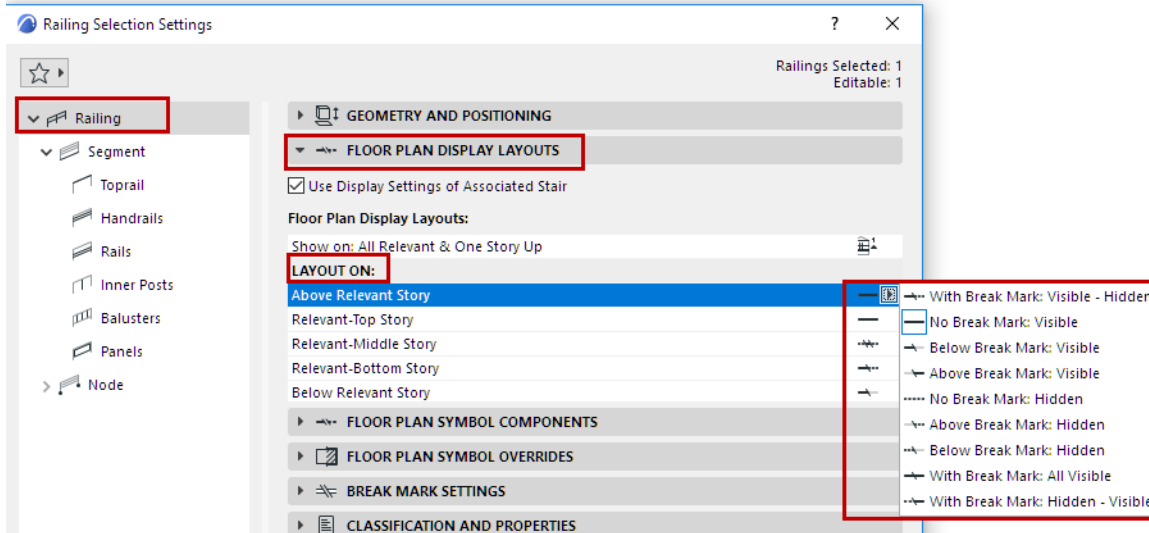 Railing Selection Settings
?
Railings Selected: 1
Editable: 1
Railing
Segment
Toprail
Handrails
Rails
Inner Posts
Balusters
Panels
Node
GEOMETRY AND POSITIONING
FLOOR PLAN DISPLAY LAYOUTS
Use Display Settings of Associated Stair
Floor Plan Display Layouts:
Show on: All Relevant & One Story Up
1
LAYOUT ON:
Above Relevant Story
Relevant-Top Story
Relevant-Middle Story
Relevant-Bottom Story
Below Relevant Story
FLOOR PLAN SYMBOL COMPONENTS
FLOOR PLAN SYMBOL OVERRIDES
BREAK MARK SETTINGS
CLASSIFICATION AND PROPERTIES
With Break Mark: Visible - Hidden
No Break Mark: Visible
Below Break Mark: Visible
Above Break Mark: Visible
No Break Mark: Hidden
Above Break Mark: Hidden
Below Break Mark: Hidden
With Break Mark: All Visible
With Break Mark: Hidden - Visible